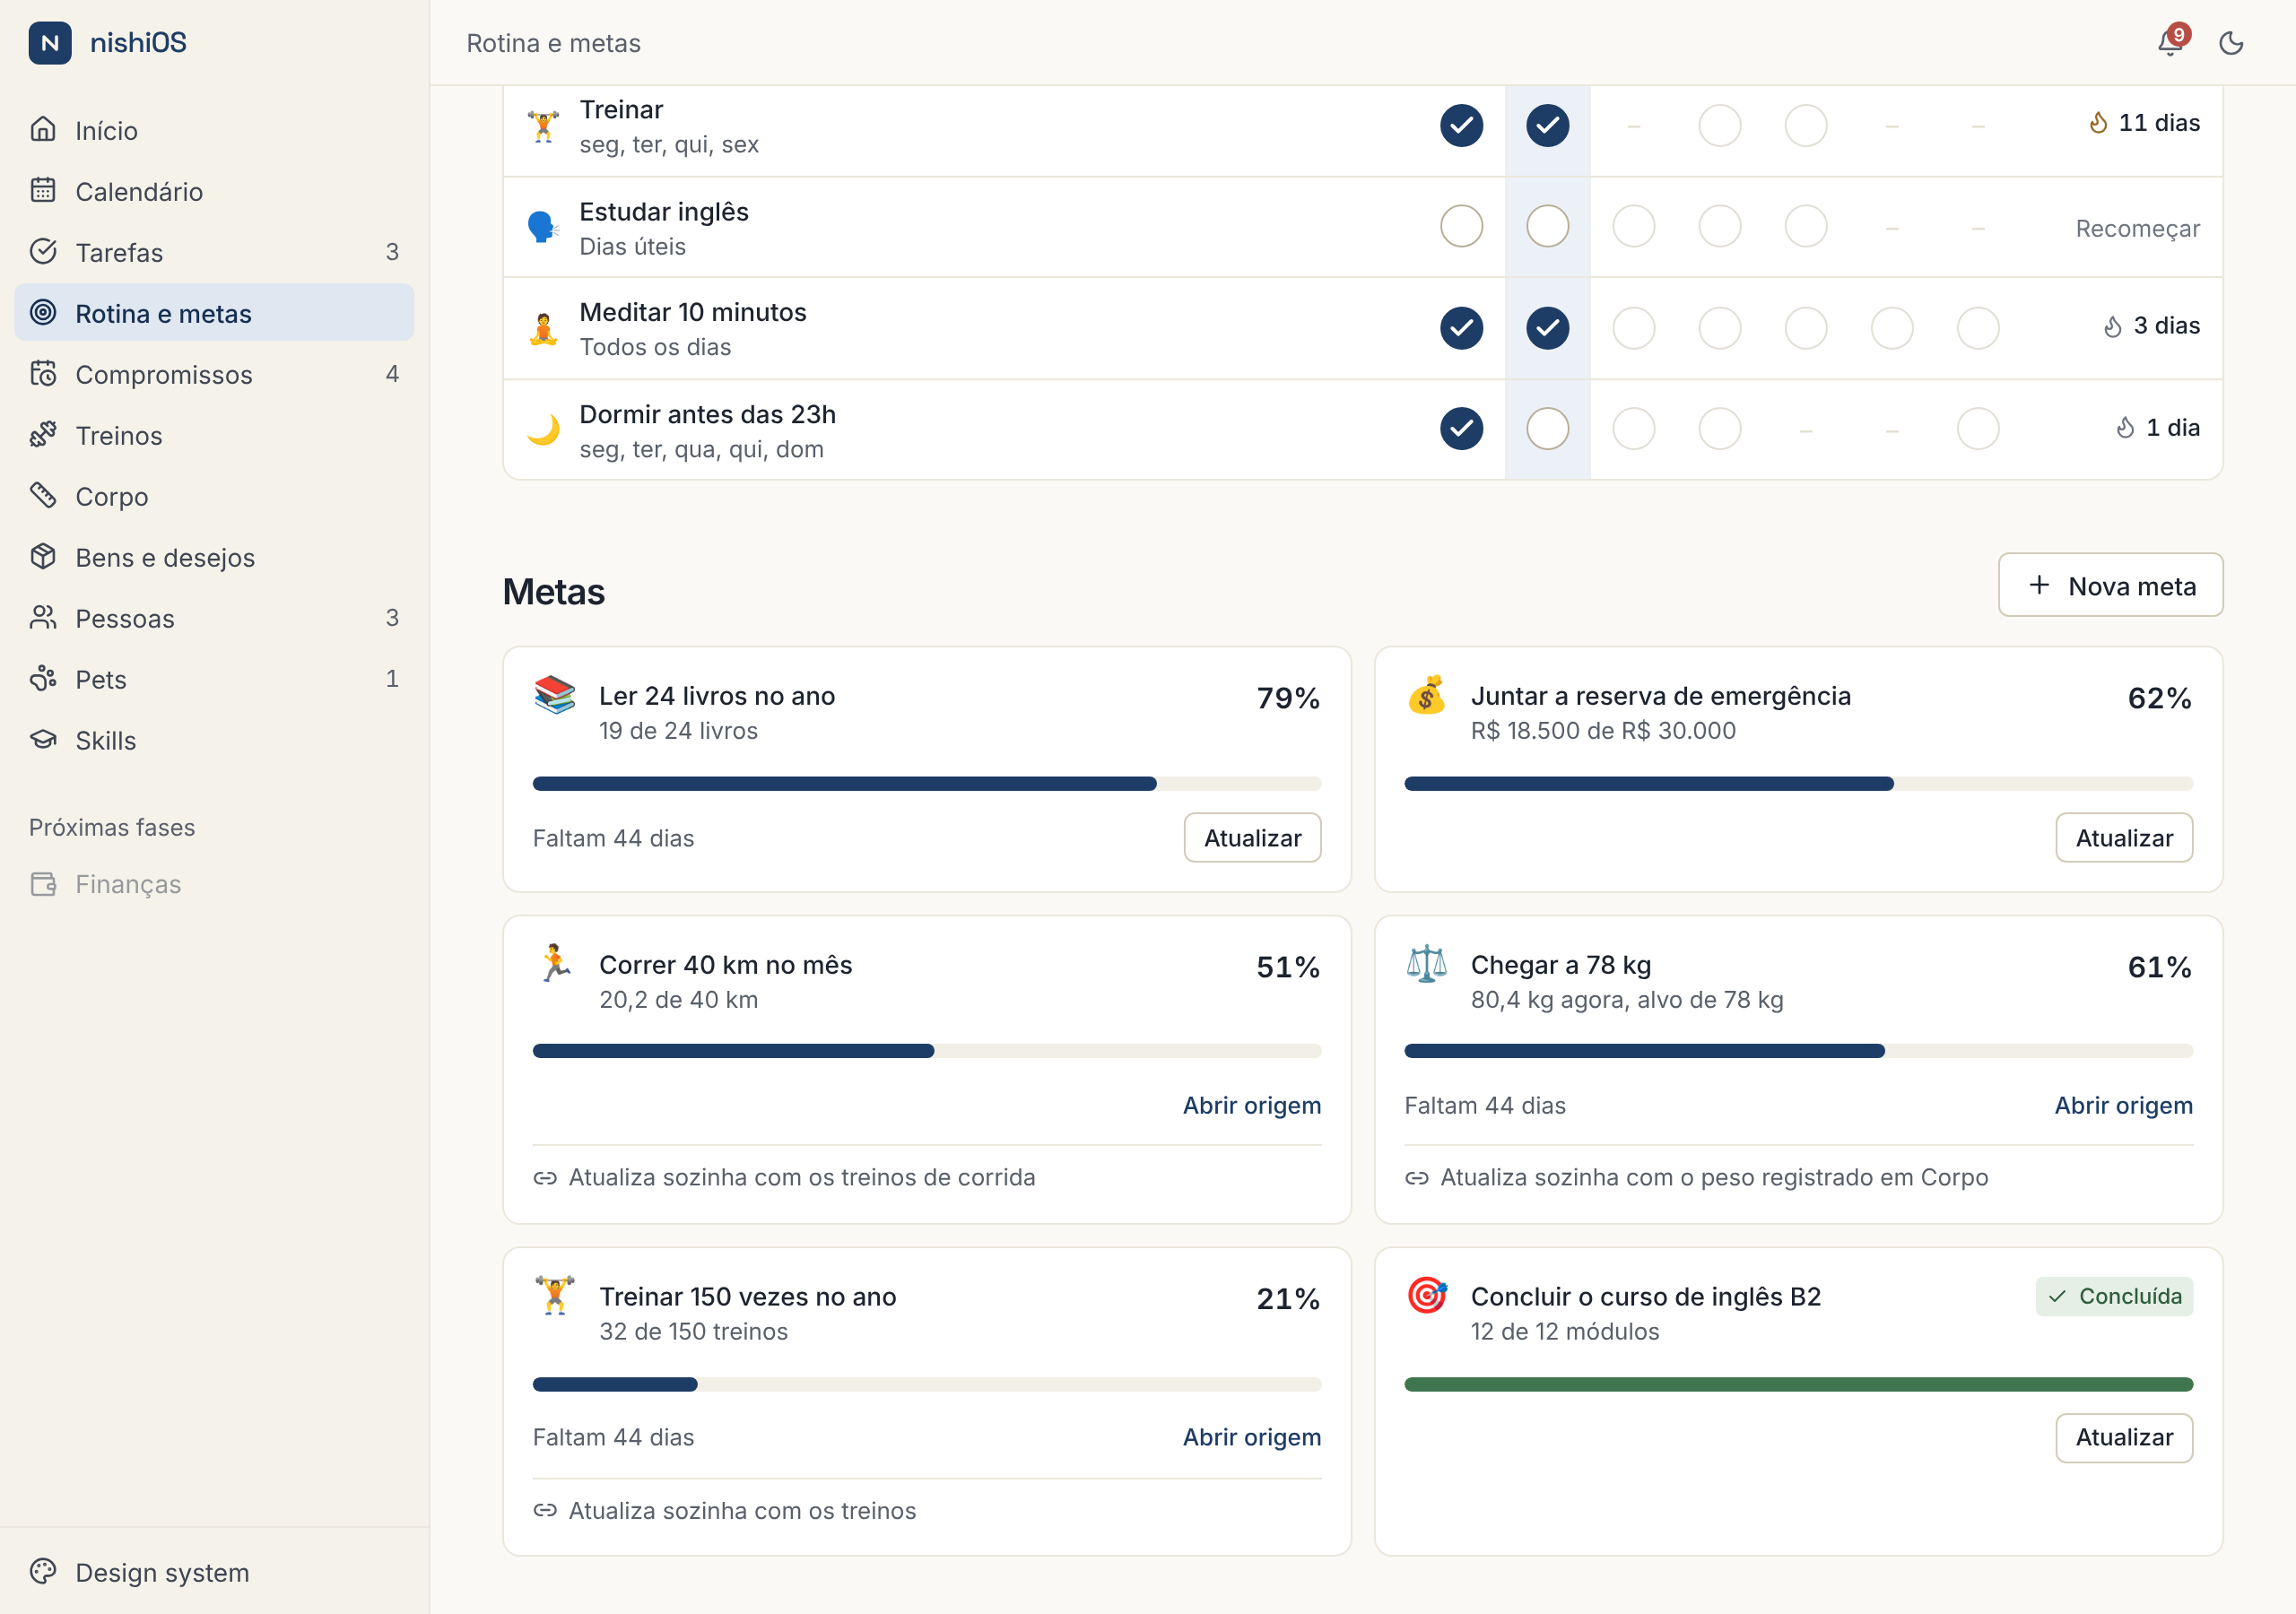 N nishiOS
Rotina e metas
9
Início
Calendário
Tarefas 3
Rotina e metas
Compromissos 4
Treinos
Corpo
Bens e desejos
Pessoas 3
Pets 1
Skills
Próximas fases
Finanças
Design system
Treinar
seg, ter, qui, sex
– – –
11 dias
Estudar inglês
Dias úteis
– –
Recomeçar
Meditar 10 minutos
Todos os dias
3 dias
Dormir antes das 23h
seg, ter, qua, qui, dom
– –
1 dia
Metas
+ Nova meta
Ler 24 livros no ano
79%
19 de 24 livros
Faltam 44 dias
Atualizar
Juntar a reserva de emergência
62%
R$ 18.500 de R$ 30.000
Atualizar
Correr 40 km no mês
51%
20,2 de 40 km
Abrir origem
Atualiza sozinha com os treinos de corrida
Chegar a 78 kg
61%
80,4 kg agora, alvo de 78 kg
Faltam 44 dias
Abrir origem
Atualiza sozinha com o peso registrado em Corpo
Treinar 150 vezes no ano
21%
32 de 150 treinos
Faltam 44 dias
Abrir origem
Atualiza sozinha com os treinos
Concluir o curso de inglês B2
Concluída
12 de 12 módulos
Atualizar